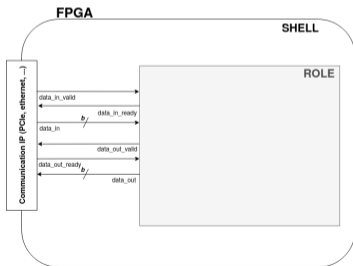 FPGA
SHELL
ROLE
Communication IP (PCIe, ethernet, ...)
data_in_valid
data_in_ready
b
data_in
data_out_valid
data_out_ready
b
data_out